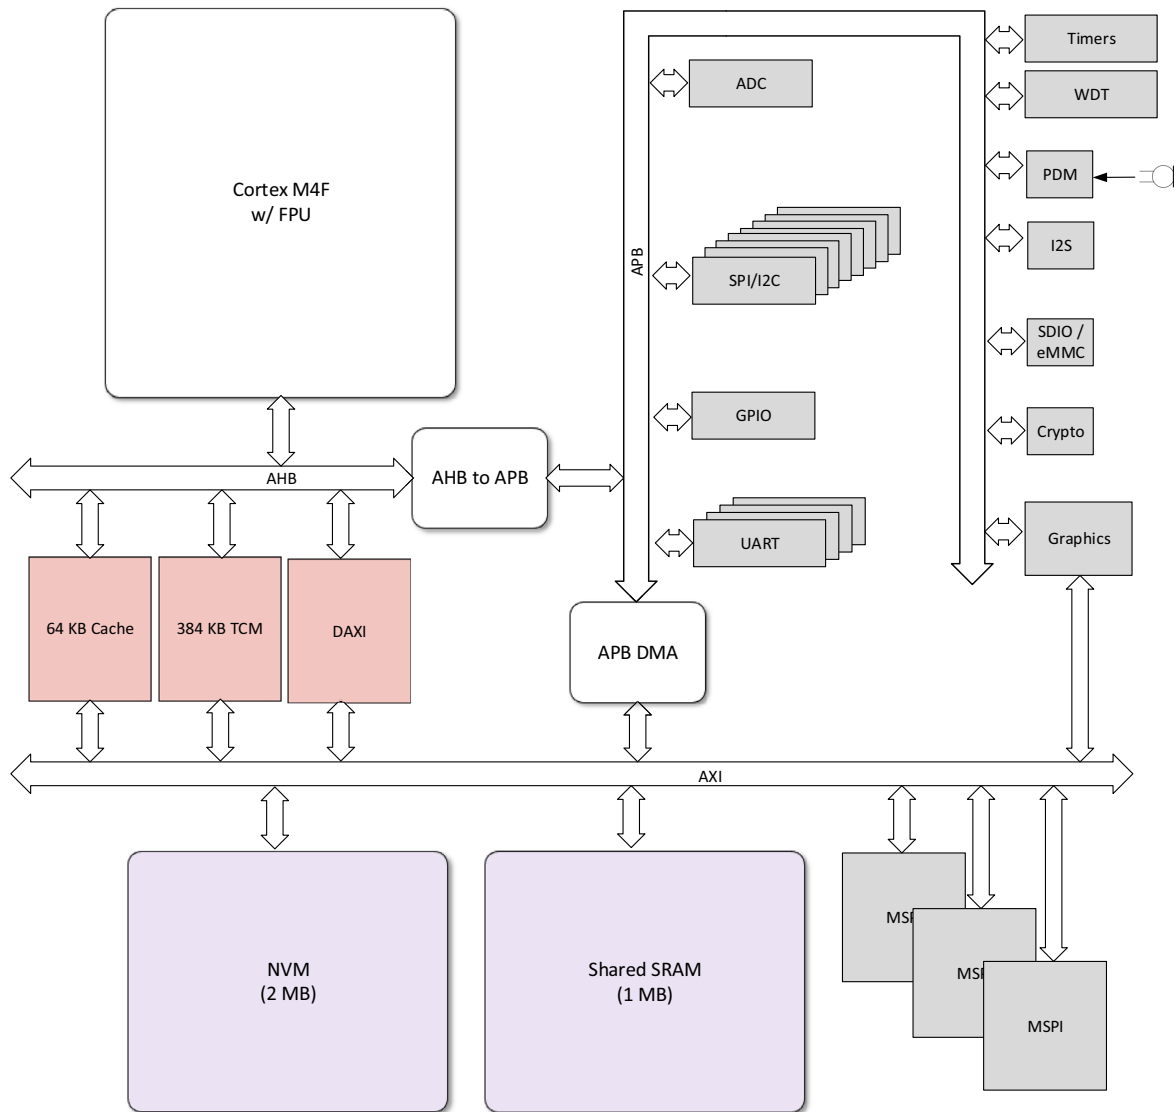 Timers
ADC
WDT
PDM
Cortex M4F
w/ FPU
I2S
APB
SPI/I2C
SDIO /
eMMC
GPIO
Crypto
AHB
AHB to APB
UART
Graphics
64 KB Cache
384 KB TCM
DAXI
APB DMA
AXI
MSP
NVM
(2 MB)
Shared SRAM
(1 MB)
MSP
MSPI